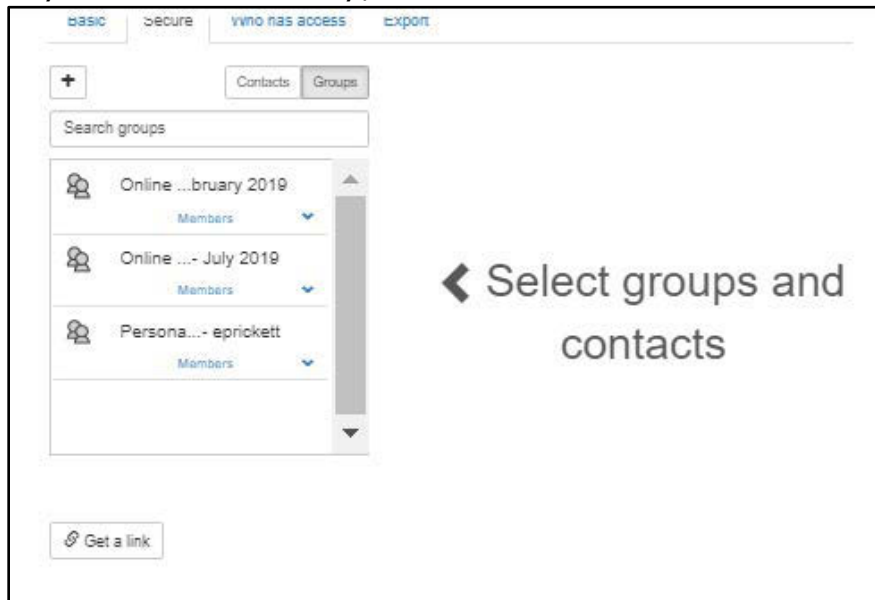 Basic Secure Who has access Export
+ Contacts Groups
Search groups
Online ...bruary 2019
Members
Online ...- July 2019
Members
Persona...- eprickett
Members
Select groups and
contacts
Get a link